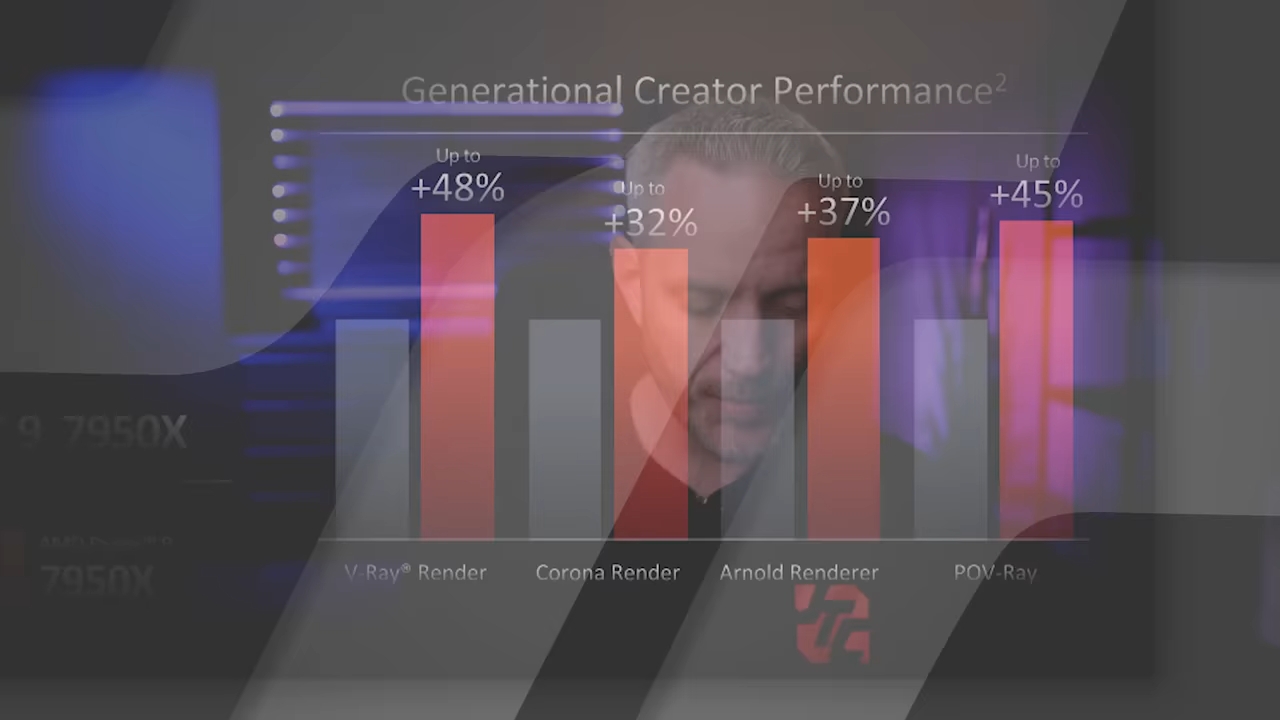 Generational Creator Performance²
Up to
+48%
Up to
+32%
Up to
+37%
Up to
+45%
9 7950X
7950X
V-Ray® Render
Corona Render
Arnold Renderer
POV-Ray